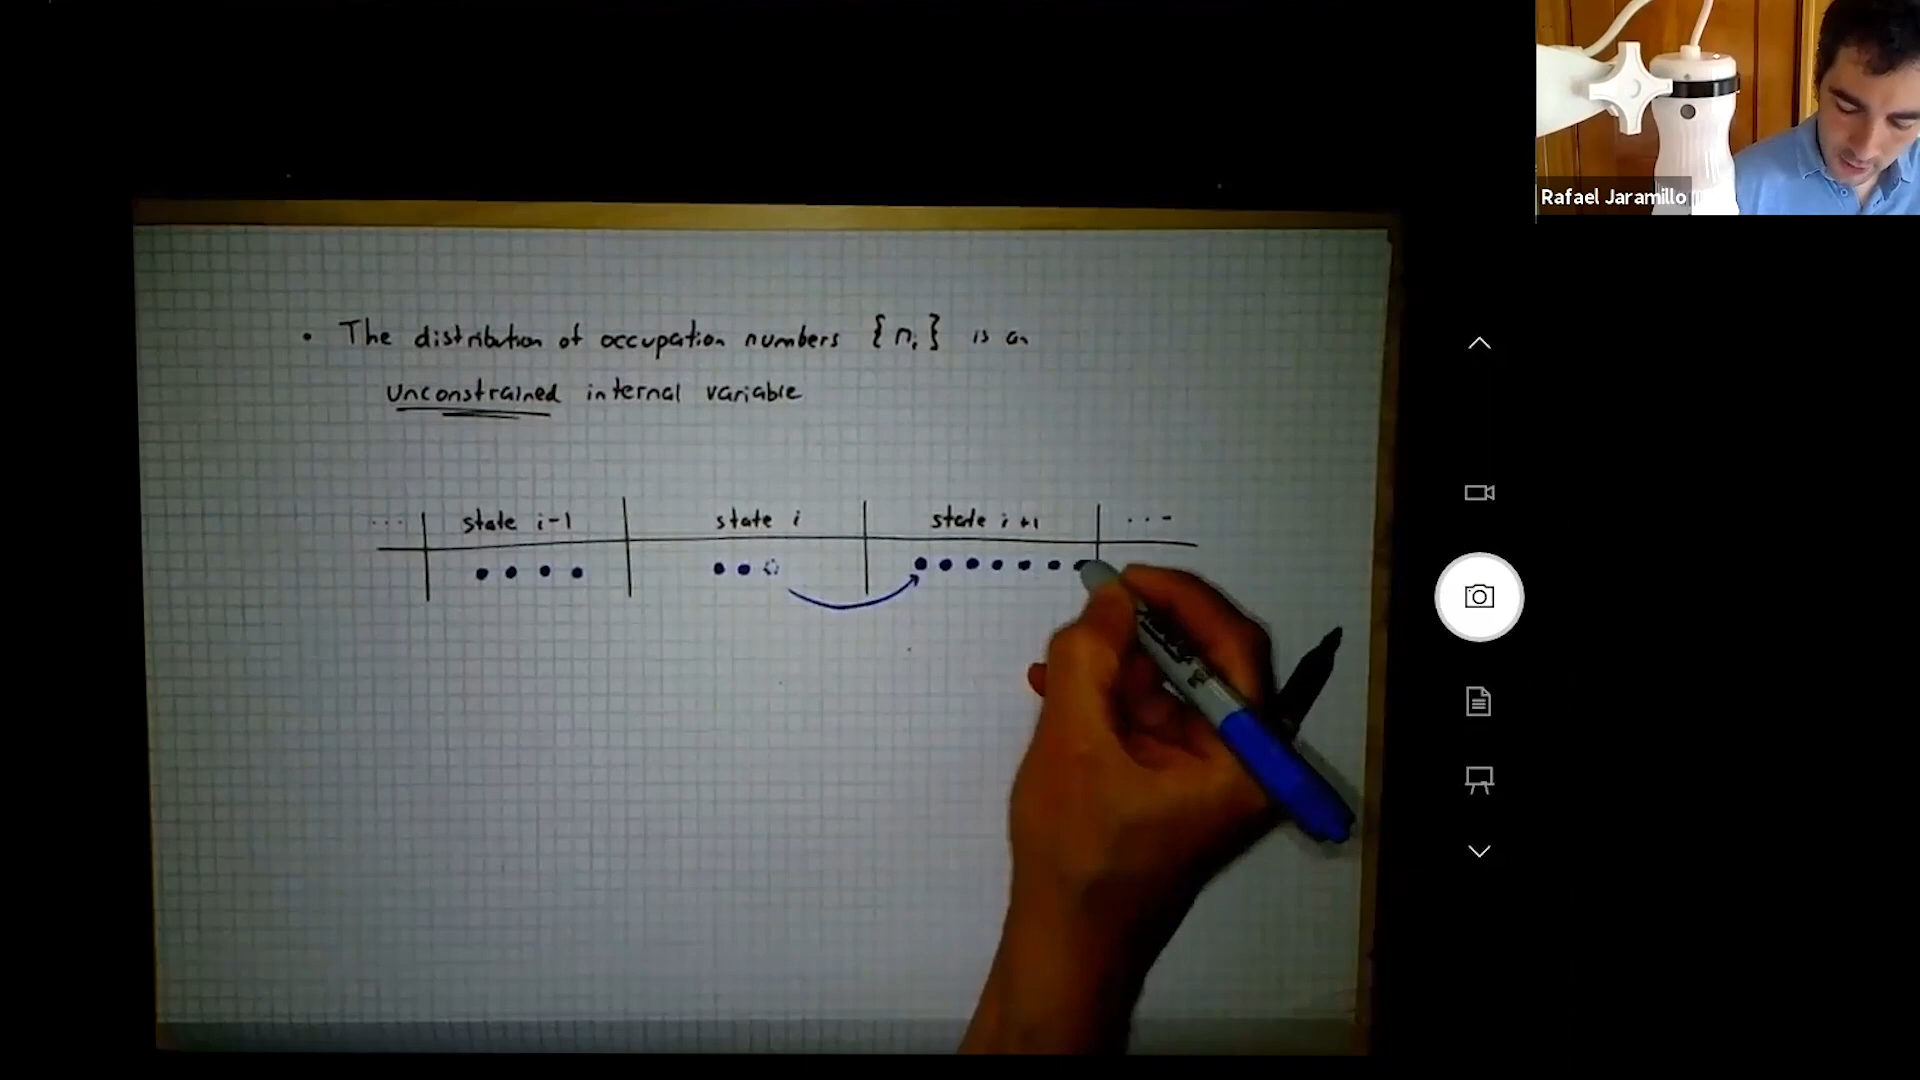 Rafael Jaramillo
• The distribution of occupation numbers {nᵢ} is an
unconstrained internal variable
... state i-1 state i state i+1 ...